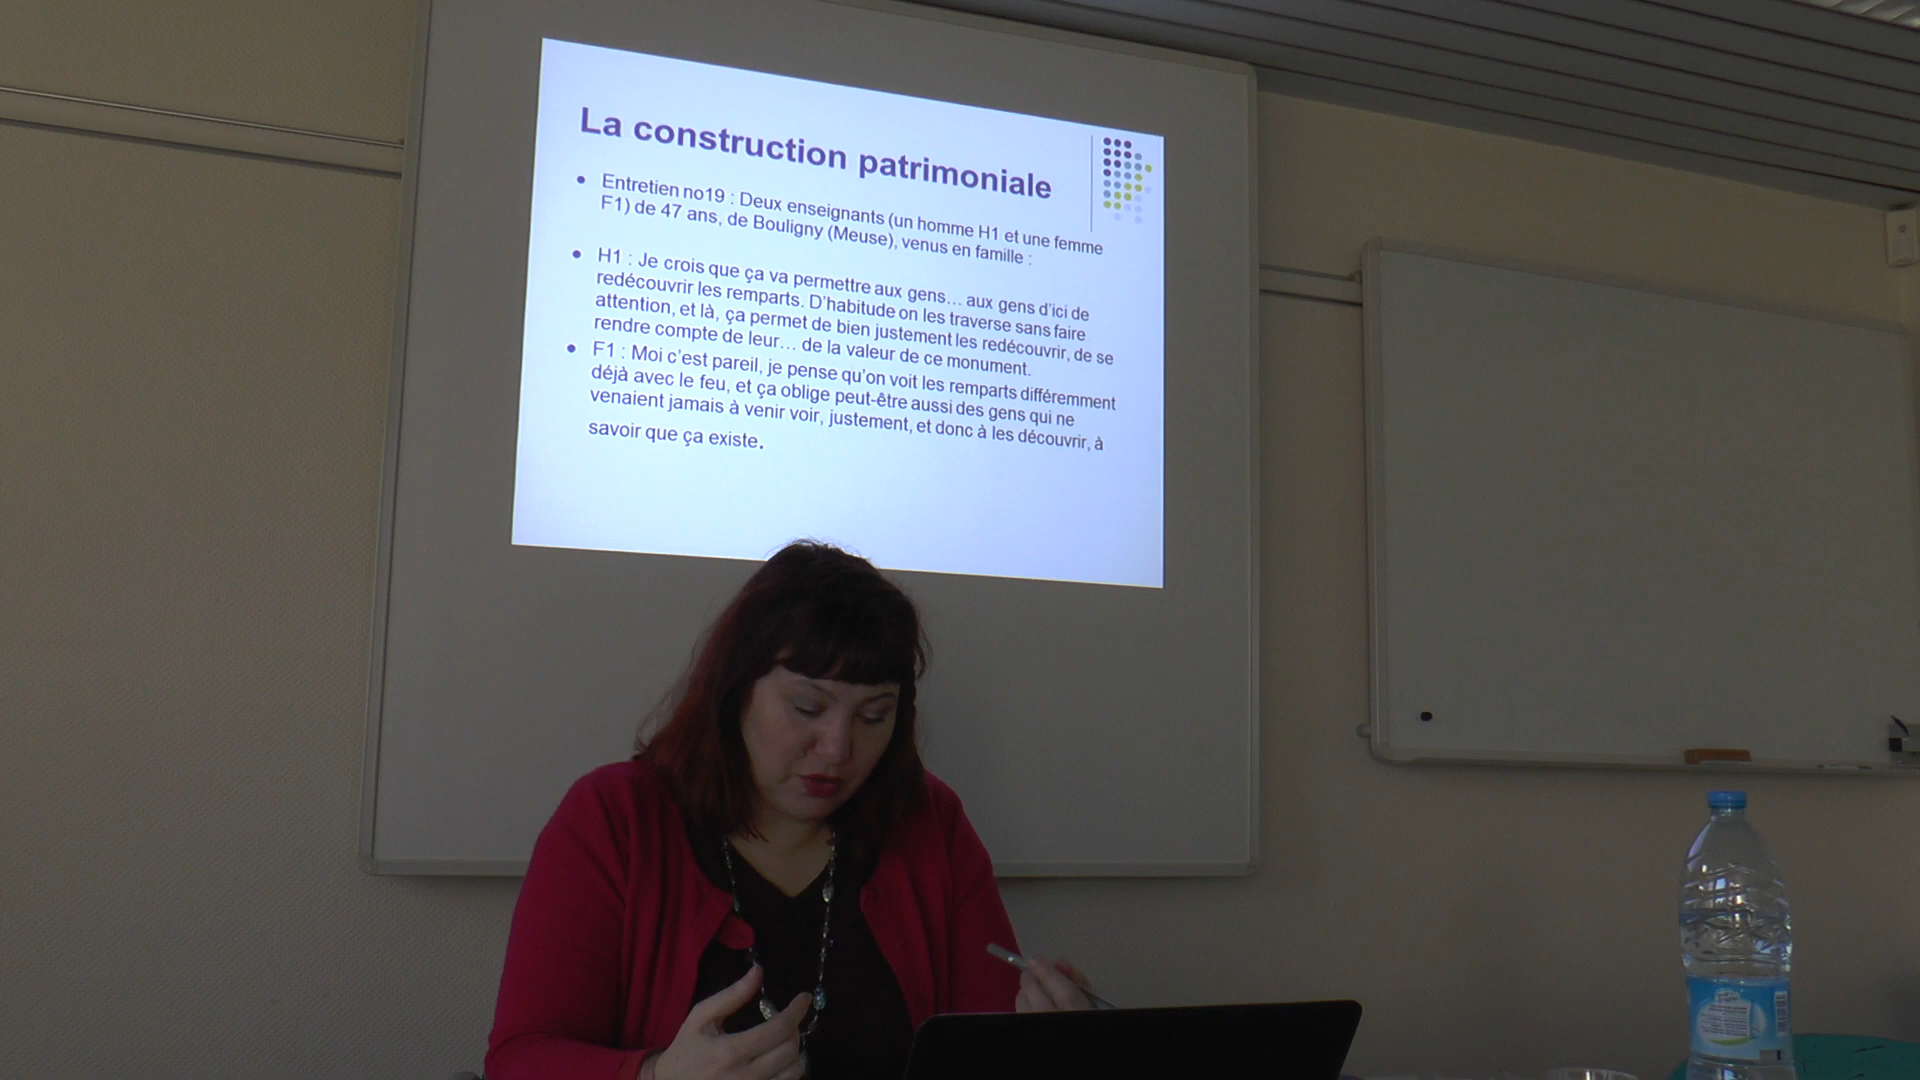 La construction patrimoniale
• Entretien no19 : Deux enseignants (un homme H1 et une femme
F1) de 47 ans, de Bouligny (Meuse), venus en famille :
• H1 : Je crois que ça va permettre aux gens… aux gens d'ici de
redécouvrir les remparts. D'habitude on les traverse sans faire
attention, et là, ça permet de bien justement les redécouvrir, de se
rendre compte de leur… de la valeur de ce monument.
• F1 : Moi c'est pareil, je pense qu'on voit les remparts différemment
déjà avec le feu, et ça oblige peut-être aussi des gens qui ne
venaient jamais à venir voir, justement, et donc à les découvrir, à
savoir que ça existe.